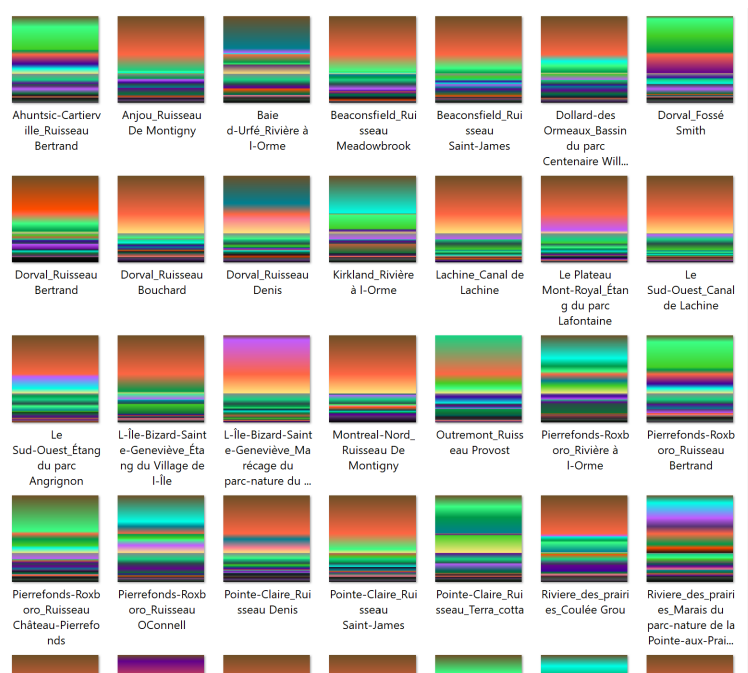 Ahuntsic-Cartierv
ille_Ruisseau
Bertrand
Anjou_Ruisseau
De Montigny
Baie
d-Urfé_Rivière à
l-Orme
Beaconsfield_Rui
sseau
Meadowbrook
Beaconsfield_Rui
sseau
Saint-James
Dollard-des
Ormeaux_Bassin
du parc
Centenaire Will...
Dorval_Fossé
Smith
Dorval_Ruisseau
Bertrand
Dorval_Ruisseau
Bouchard
Dorval_Ruisseau
Denis
Kirkland_Rivière
à l-Orme
Lachine_Canal de
Lachine
Le Plateau
Mont-Royal_Étan
g du parc
Lafontaine
Le
Sud-Ouest_Canal
de Lachine
Le
Sud-Ouest_Étang
du parc
Angrignon
L-Île-Bizard-Saint
e-Geneviève_Éta
ng du Village de
l-Île
L-Île-Bizard-Saint
e-Geneviève_Ma
récage du
parc-nature du ...
Montreal-Nord_
Ruisseau De
Montigny
Outremont_Ruiss
eau Provost
Pierrefonds-Roxb
oro_Rivière à
l-Orme
Pierrefonds-Roxb
oro_Ruisseau
Bertrand
Pierrefonds-Roxb
oro_Ruisseau
Château-Pierrefo
nds
Pierrefonds-Roxb
oro_Ruisseau
OConnell
Pointe-Claire_Rui
sseau Denis
Pointe-Claire_Rui
sseau
Saint-James
Pointe-Claire_Rui
sseau_Terra_cotta
Riviere_des_prairi
es_Coulée Grou
Riviere_des_prairi
es_Marais du
parc-nature de la
Pointe-aux-Prai...